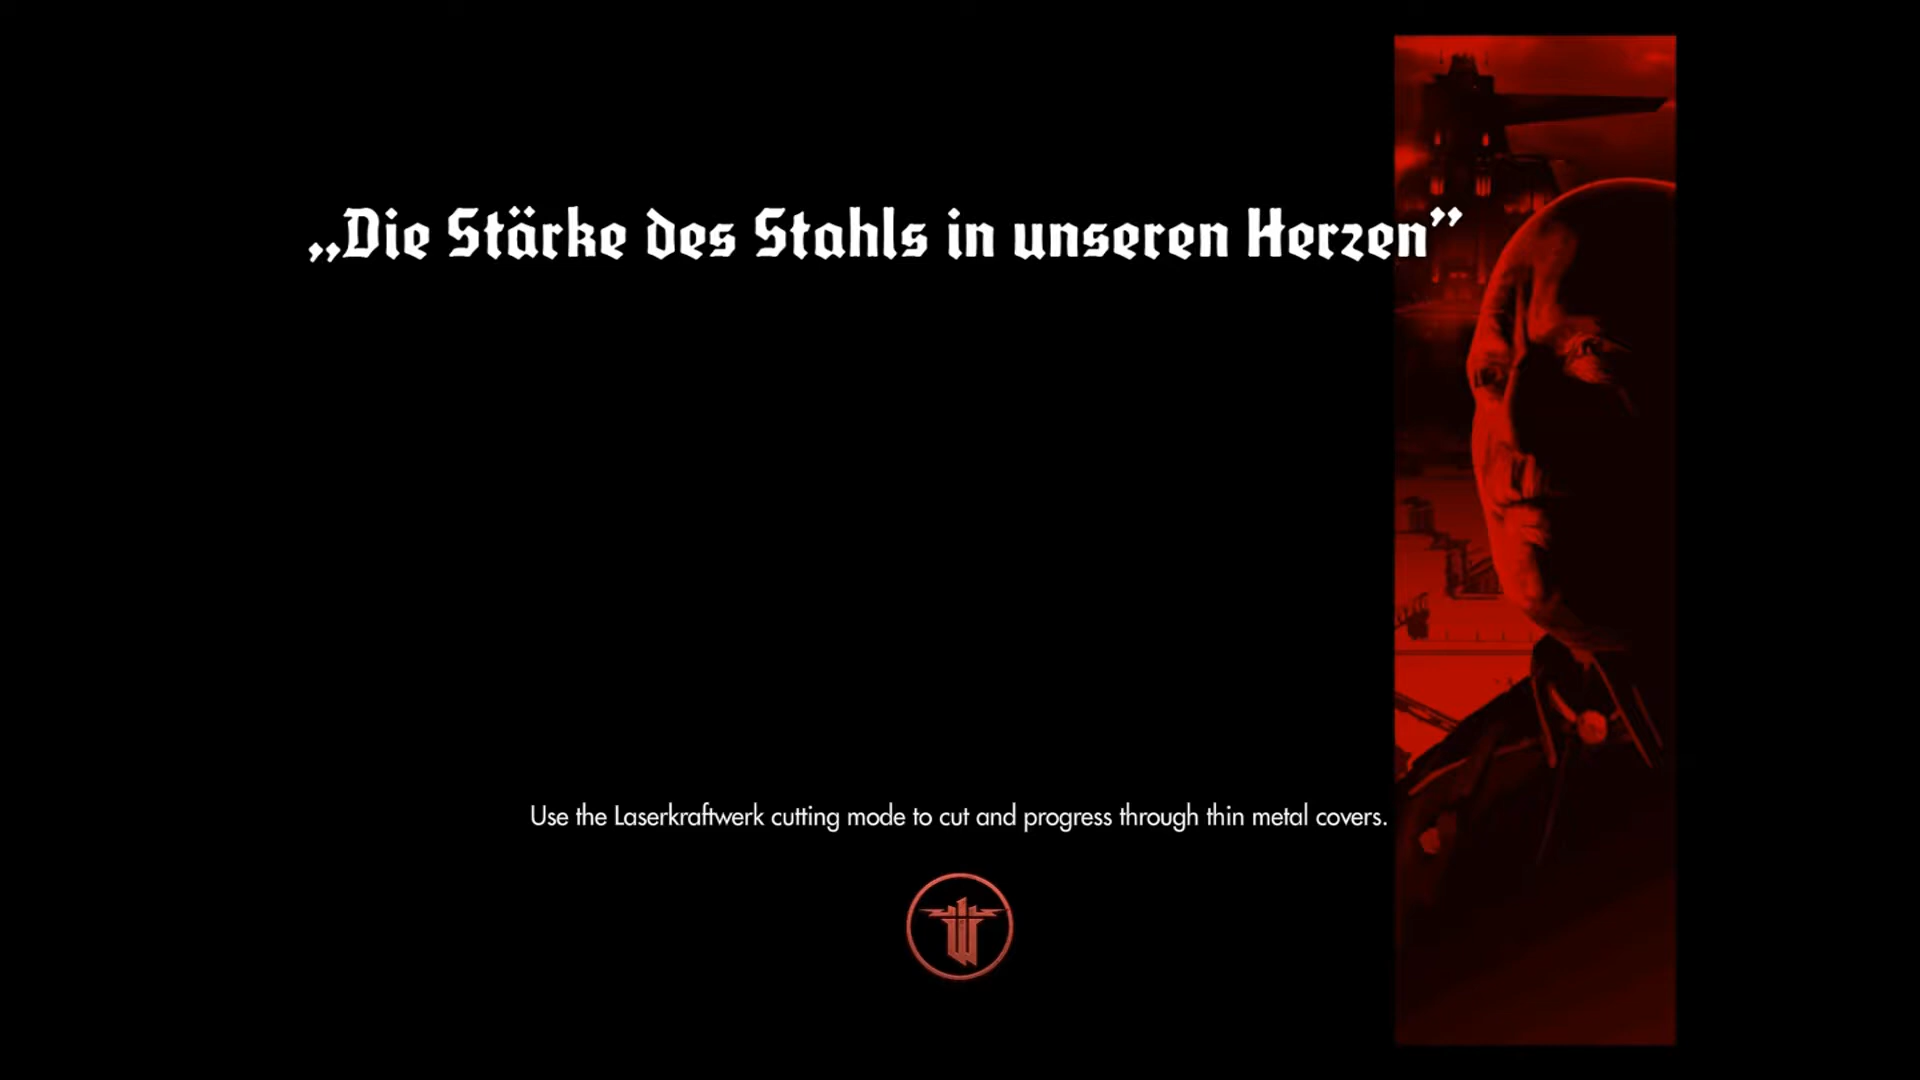 „Die Stärke des Stahls in unseren Herzen”
Use the Laserkraftwerk cutting mode to cut and progress through thin metal covers.